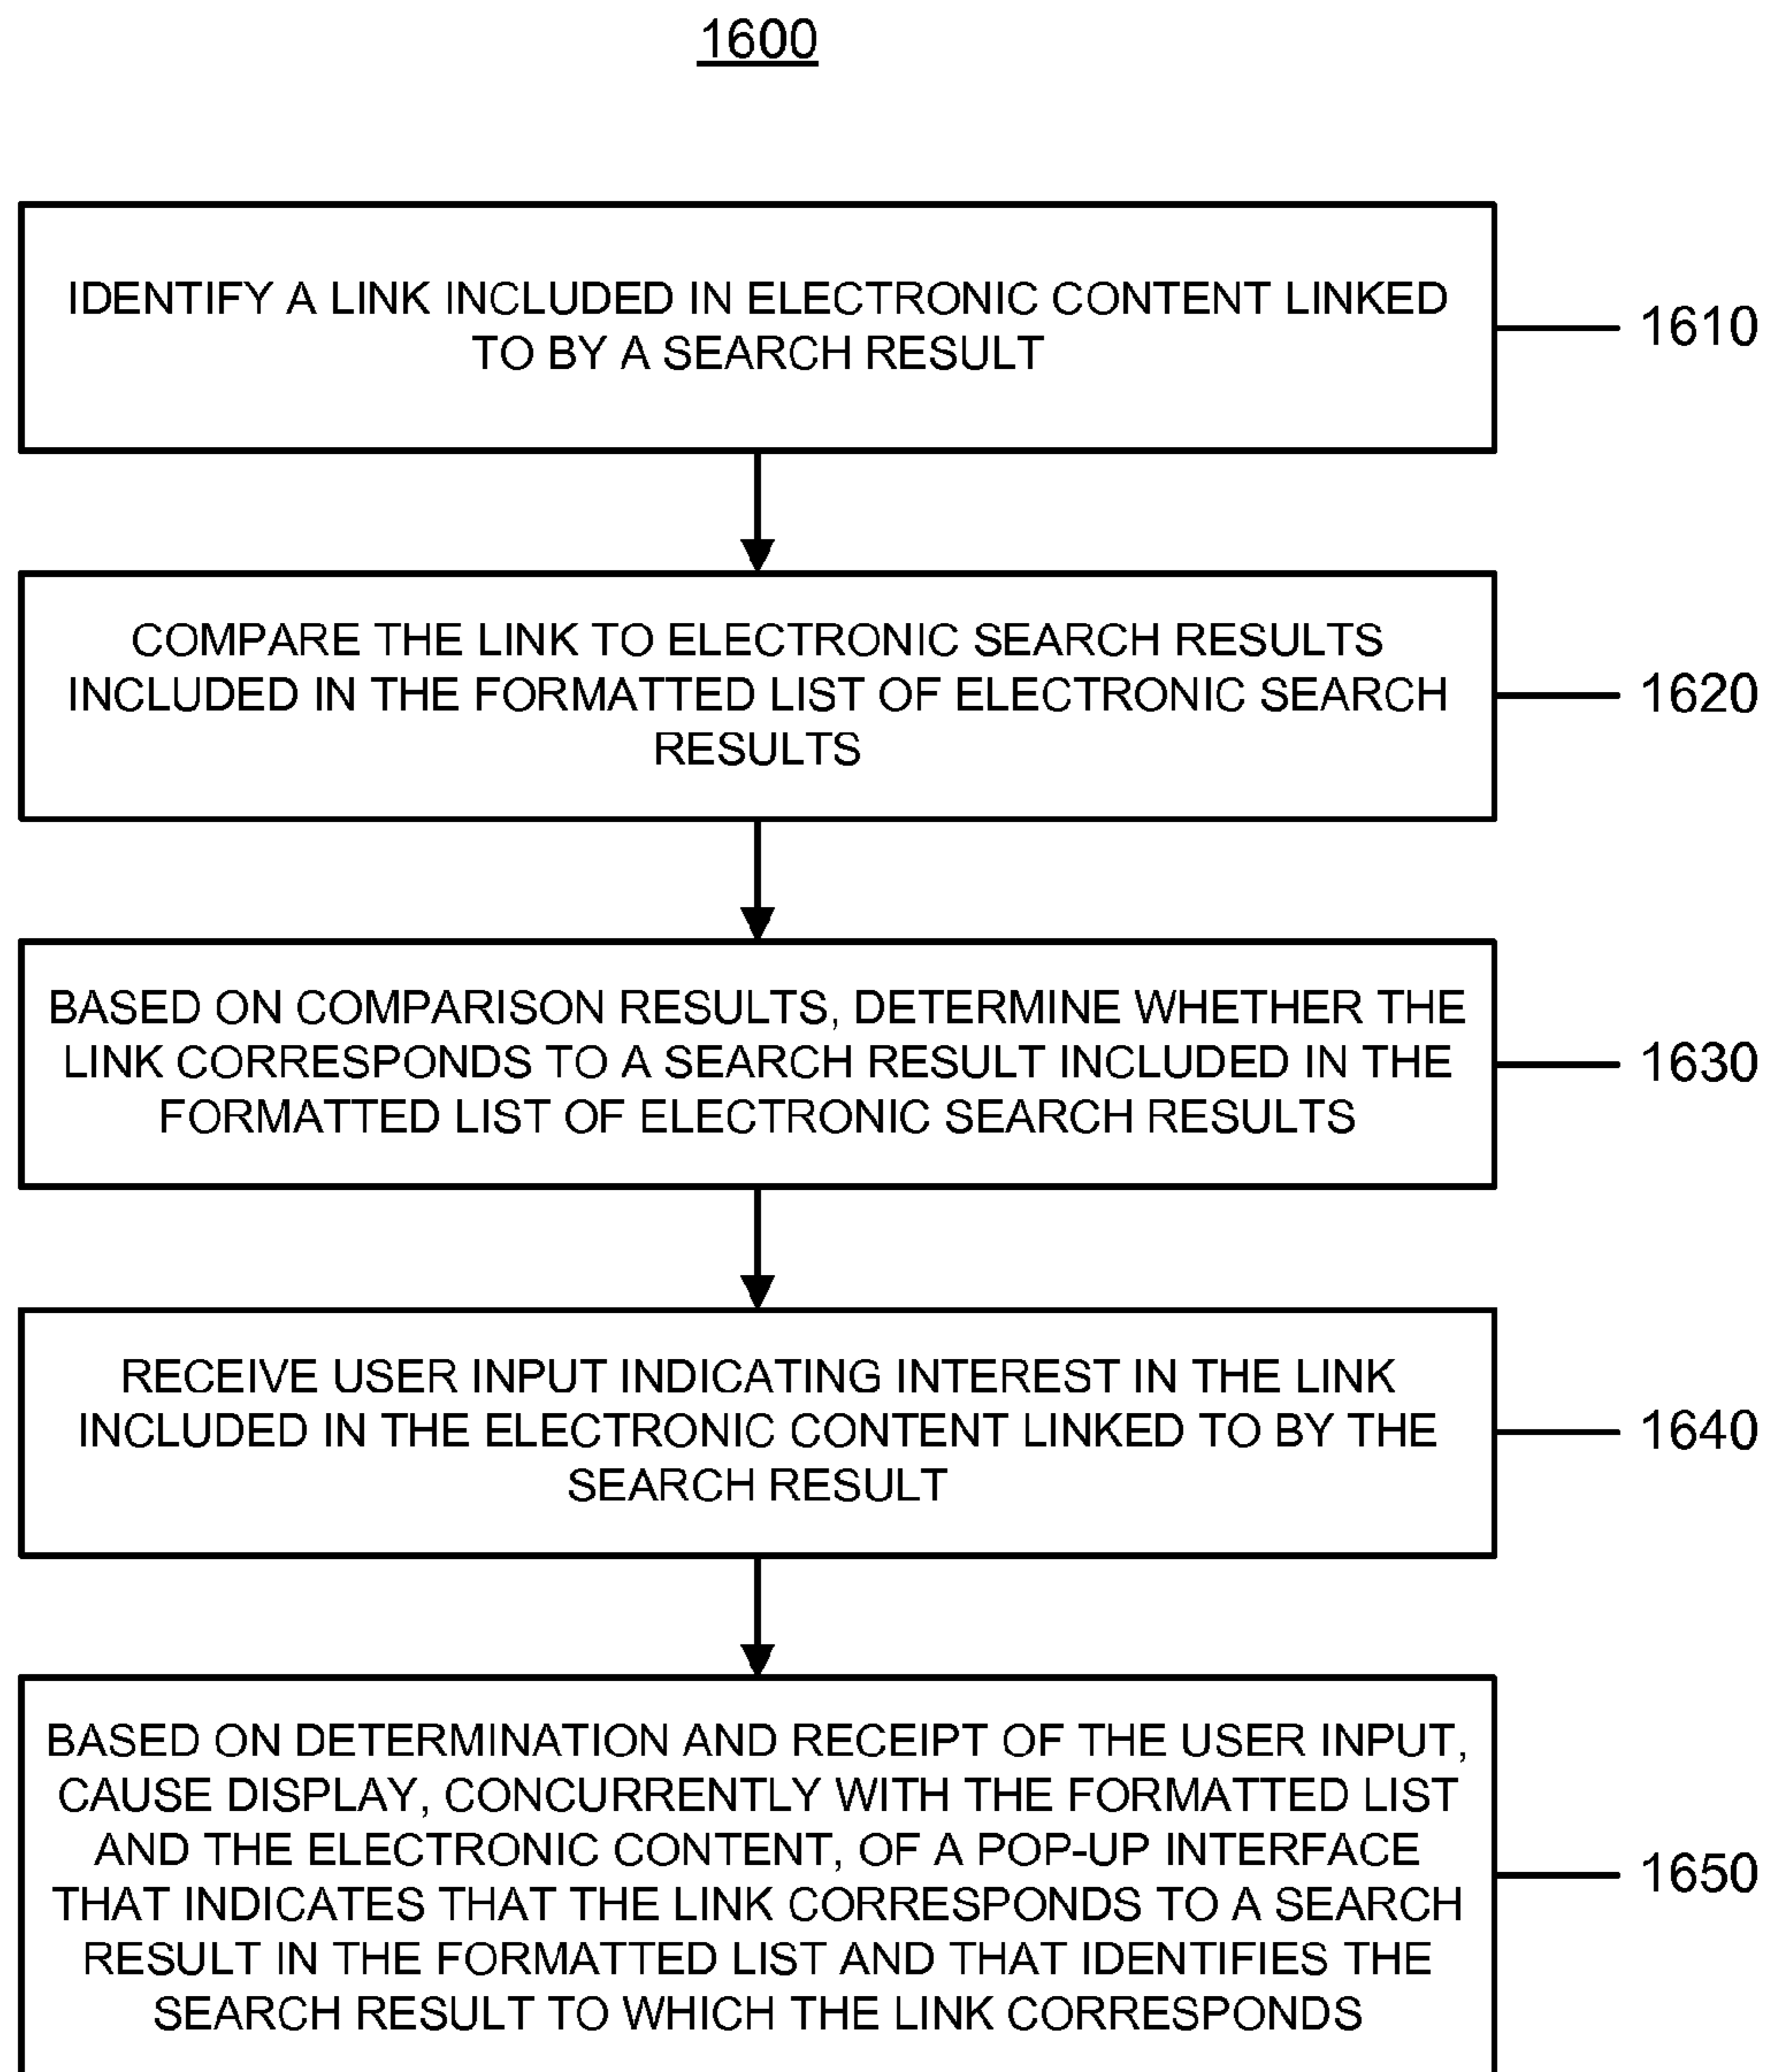 1600
IDENTIFY A LINK INCLUDED IN ELECTRONIC CONTENT LINKED
TO BY A SEARCH RESULT
1610
COMPARE THE LINK TO ELECTRONIC SEARCH RESULTS
INCLUDED IN THE FORMATTED LIST OF ELECTRONIC SEARCH
RESULTS
1620
BASED ON COMPARISON RESULTS, DETERMINE WHETHER THE
LINK CORRESPONDS TO A SEARCH RESULT INCLUDED IN THE
FORMATTED LIST OF ELECTRONIC SEARCH RESULTS
1630
RECEIVE USER INPUT INDICATING INTEREST IN THE LINK
INCLUDED IN THE ELECTRONIC CONTENT LINKED TO BY THE
SEARCH RESULT
1640
BASED ON DETERMINATION AND RECEIPT OF THE USER INPUT,
CAUSE DISPLAY, CONCURRENTLY WITH THE FORMATTED LIST
AND THE ELECTRONIC CONTENT, OF A POP-UP INTERFACE
THAT INDICATES THAT THE LINK CORRESPONDS TO A SEARCH
RESULT IN THE FORMATTED LIST AND THAT IDENTIFIES THE
SEARCH RESULT TO WHICH THE LINK CORRESPONDS
1650